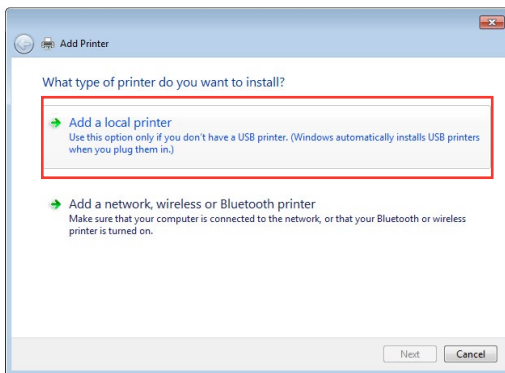 Add Printer
What type of printer do you want to install?
Add a local printer
Use this option only if you don't have a USB printer. (Windows automatically installs USB printers
when you plug them in.)
Add a network, wireless or Bluetooth printer
Make sure that your computer is connected to the network, or that your Bluetooth or wireless
printer is turned on.
Next Cancel